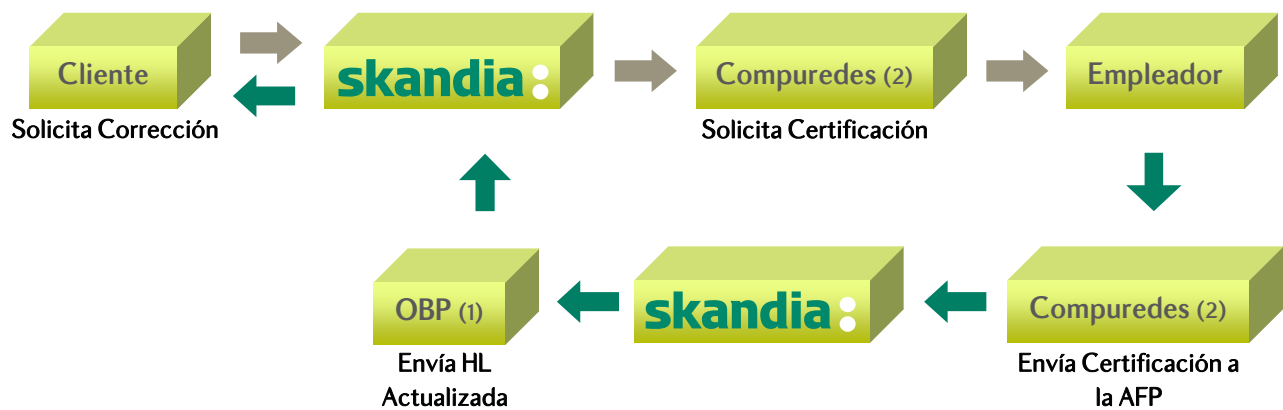 Cliente
skandia:
Compuredes (2)
Empleador
Solicita Corrección
Solicita Certificación
OBP (1)
skandia:
Compuredes (2)
Envía HL
Actualizada
Envía Certificación a
la AFP